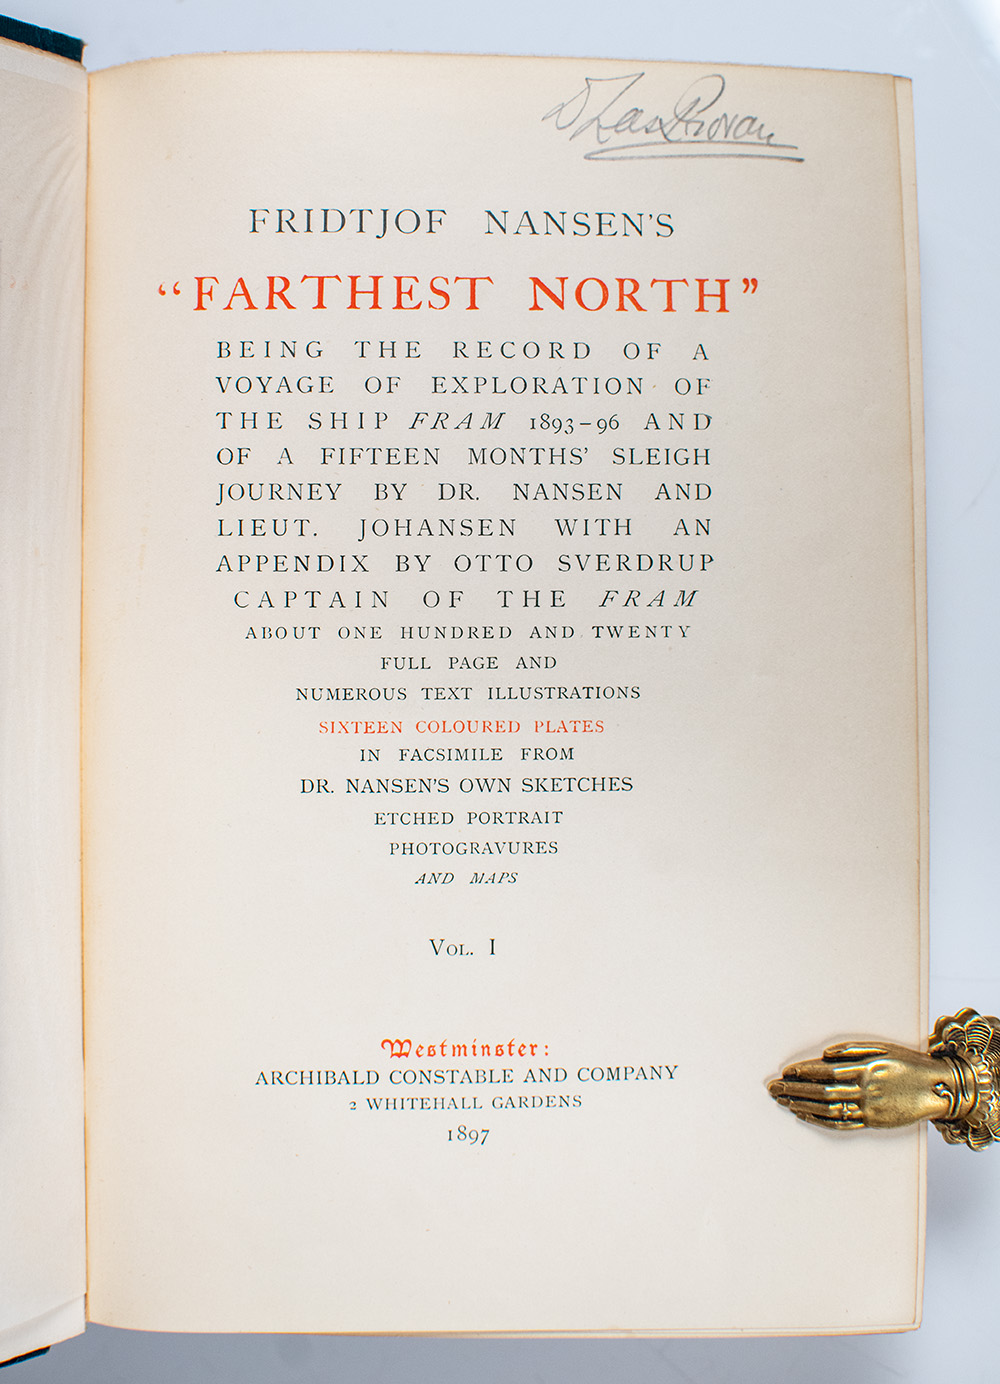 FRIDTJOF NANSEN'S
"FARTHEST NORTH"
BEING THE RECORD OF A
VOYAGE OF EXPLORATION OF
THE SHIP FRAM 1893-96 AND
OF A FIFTEEN MONTHS' SLEIGH
JOURNEY BY DR. NANSEN AND
LIEUT. JOHANSEN WITH AN
APPENDIX BY OTTO SVERDRUP
CAPTAIN OF THE FRAM
ABOUT ONE HUNDRED AND TWENTY
FULL PAGE AND
NUMEROUS TEXT ILLUSTRATIONS
SIXTEEN COLOURED PLATES
IN FACSIMILE FROM
DR. NANSEN'S OWN SKETCHES
ETCHED PORTRAIT
PHOTOGRAVURES
AND MAPS
VOL. I
Westminster:
ARCHIBALD CONSTABLE AND COMPANY
2 WHITEHALL GARDENS
1897